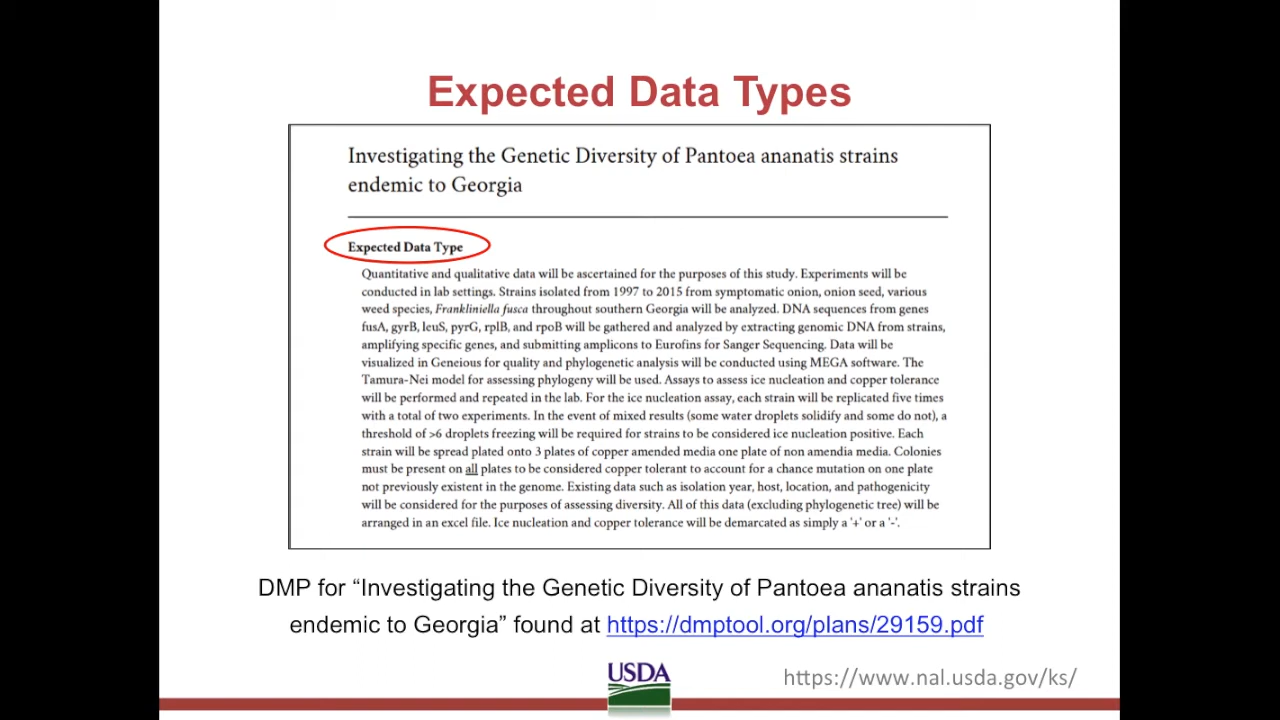 Expected Data Types
Investigating the Genetic Diversity of Pantoea ananatis strains
endemic to Georgia
Expected Data Type
Quantitative and qualitative data will be ascertained for the purposes of this study. Experiments will be
conducted in lab settings. Strains isolated from 1997 to 2015 from symptomatic onion, onion seed, various
weed species, Frankliniella fusca throughout southern Georgia will be analyzed. DNA sequences from genes
fusA, gyrB, leuS, pyrG, rplB, and rpoB will be gathered and analyzed by extracting genomic DNA from strains,
amplifying specific genes, and submitting amplicons to Eurofins for Sanger Sequencing. Data will be
visualized in Geneious for quality and phylogenetic analysis will be conducted using MEGA software. The
Tamura-Nei model for assessing phylogeny will be used. Assays to assess ice nucleation and copper tolerance
will be performed and repeated in the lab. For the ice nucleation assay, each strain will be replicated five times
with a total of two experiments. In the event of mixed results (some water droplets solidify and some do not), a
threshold of >6 droplets freezing will be required for strains to be considered ice nucleation positive. Each
strain will be spread plated onto 3 plates of copper amended media one plate of non amendia media. Colonies
must be present on all plates to be considered copper tolerant to account for a chance mutation on one plate
not previously existent in the genome. Existing data such as isolation year, host, location, and pathogenicity
will be considered for the purposes of assessing diversity. All of this data (excluding phylogenetic tree) will be
arranged in an excel file. Ice nucleation and copper tolerance will be demarcated as simply a '+' or a '-'.
DMP for “Investigating the Genetic Diversity of Pantoea ananatis strains
endemic to Georgia” found at https://dmptool.org/plans/29159.pdf
USDA
https://www.nal.usda.gov/ks/